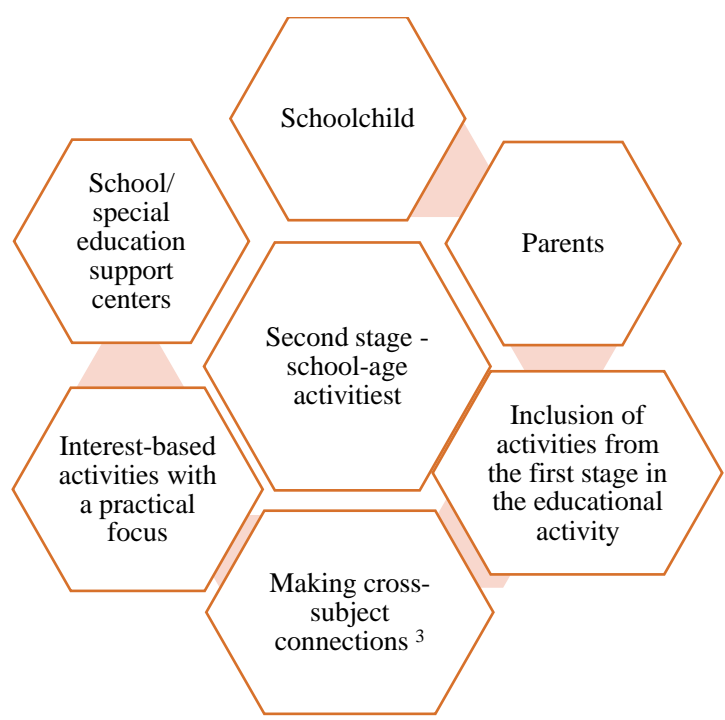 Schoolchild
School/
special
education
support
centers
Parents
Second stage -
school-age
activitiest
Inclusion of
activities from
the first stage in
the educational
activity
Interest-based
activities with
a practical
focus
Making cross-
subject
connections ³